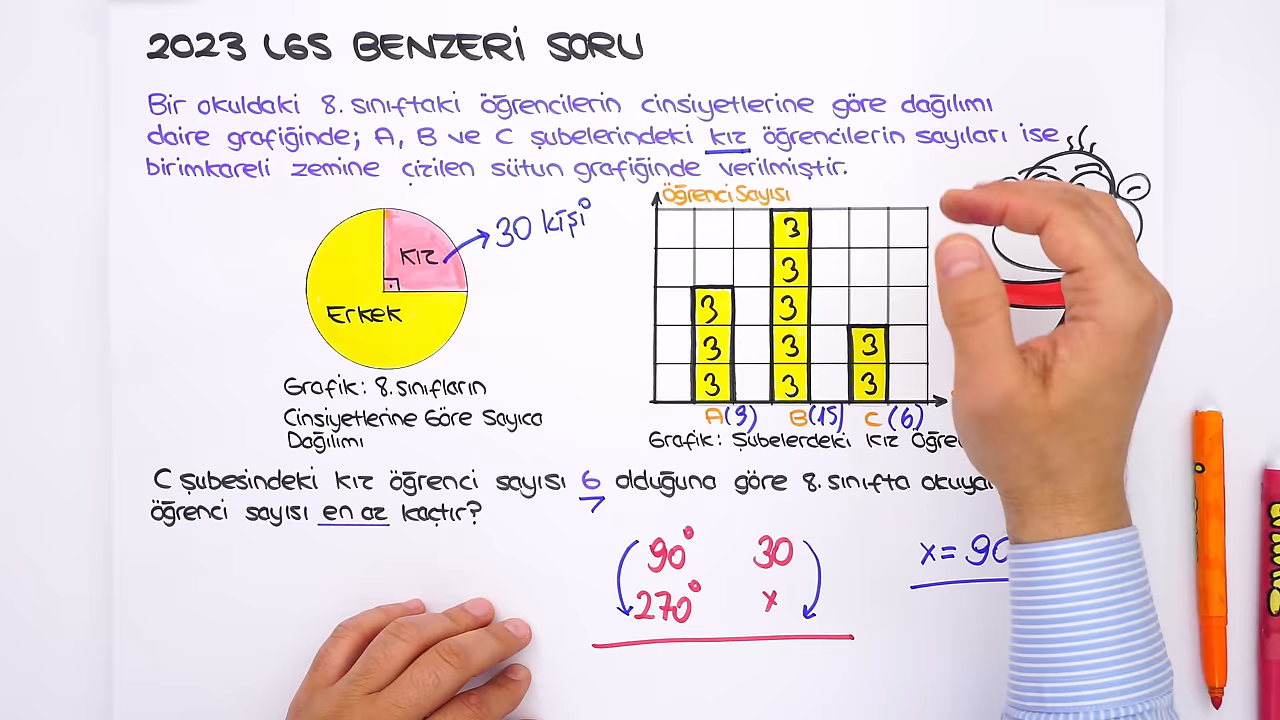 2023 LGS BENZERİ SORU
Bir okuldaki 8. sınıftaki öğrencilerin cinsiyetlerine göre dağılımı
daire grafiğinde; A, B ve C şubelerindeki kız öğrencilerin sayıları ise
birimkareli zemine çizilen sütun grafiğinde verilmiştir.
Kız
30 kişi
Erkek
Grafik: 8. sınıfların
Cinsiyetlerine Göre Sayıca
Dağılımı
Öğrenci Sayısı
3
3
3 3
3 3 3
3 3 3
A(9) B(15) C(6)
Grafik: Şubelerdeki Kız
C şubesindeki kız öğrenci sayısı 6 olduğuna göre 8. sınıfta
öğrenci sayısı en az kaçtır?
90° 30
270° x
x = 90